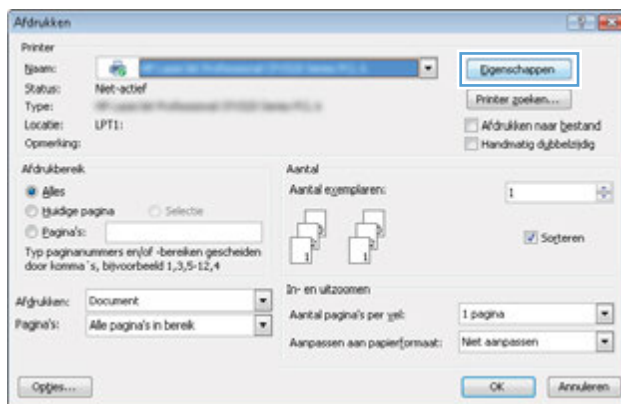 Afdrukken
Printer
Naam:
Eigenschappen
Status: Niet-actief
Type:
Printer zoeken...
Locatie: LPT1:
Afdrukken naar bestand
Opmerking:
Handmatig dubbelzijdig
Afdrukbereik
Alles
Huidige pagina Selectie
Pagina's:
Typ paginanummers en/of -bereiken gescheiden
door komma´s, bijvoorbeeld 1,3,5-12,4
Aantal
Aantal exemplaren: 1
Sorteren
Afdrukken: Document
Pagina's: Alle pagina's in bereik
In- en uitzoomen
Aantal pagina's per vel: 1 pagina
Aanpassen aan papierformaat: Niet aanpassen
Opties...
OK
Annuleren